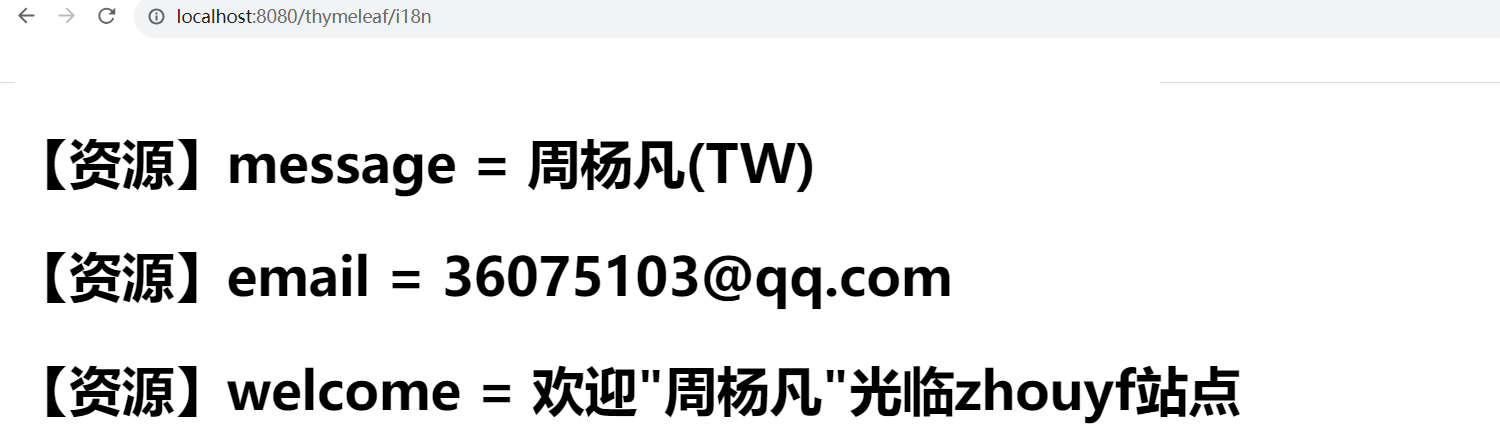 localhost:8080/thymeleaf/i18n
【资源】message = 周杨凡(TW)
【资源】email = 36075103@qq.com
【资源】welcome = 欢迎"周杨凡"光临zhouyf站点